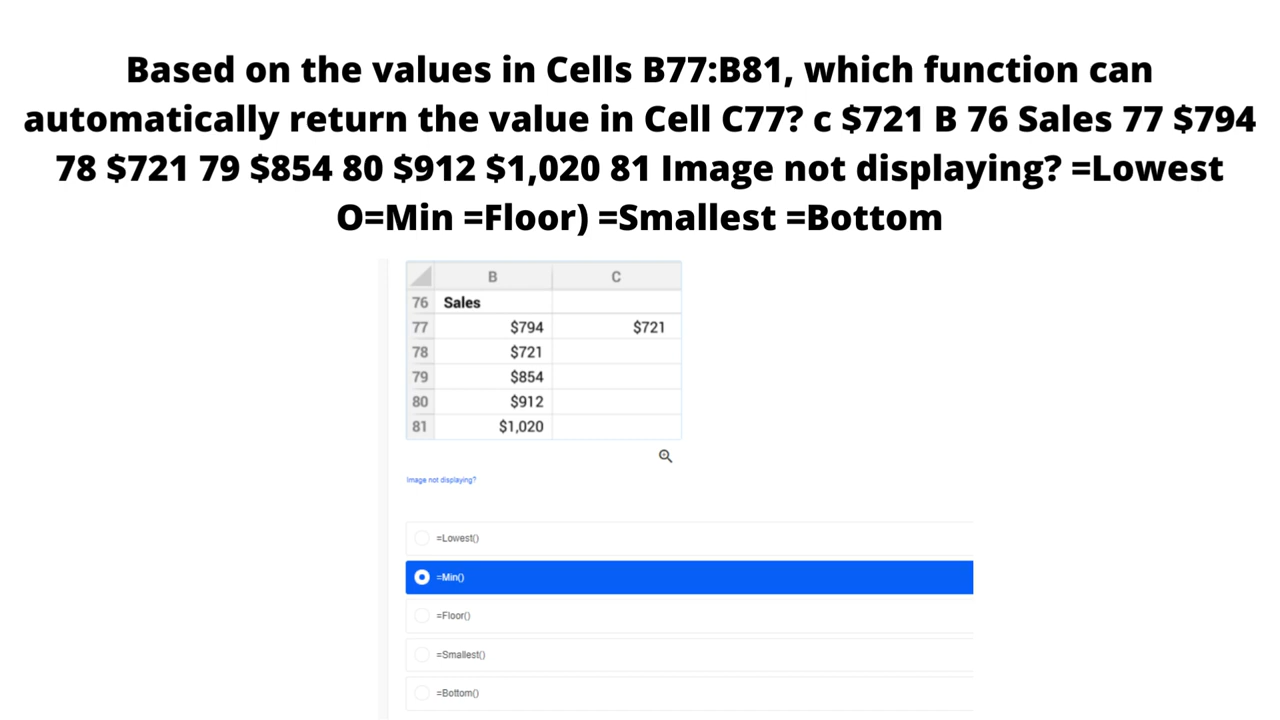 Based on the values in Cells B77:B81, which function can
automatically return the value in Cell C77? c $721 B 76 Sales 77 $794
78 $721 79 $854 80 $912 $1,020 81 Image not displaying? =Lowest
O=Min =Floor) =Smallest =Bottom
B C
76 Sales
77 $794 $721
78 $721
79 $854
80 $912
81 $1,020
Image not displaying?
=Lowest()
=Min()
=Floor()
=Smallest()
=Bottom()